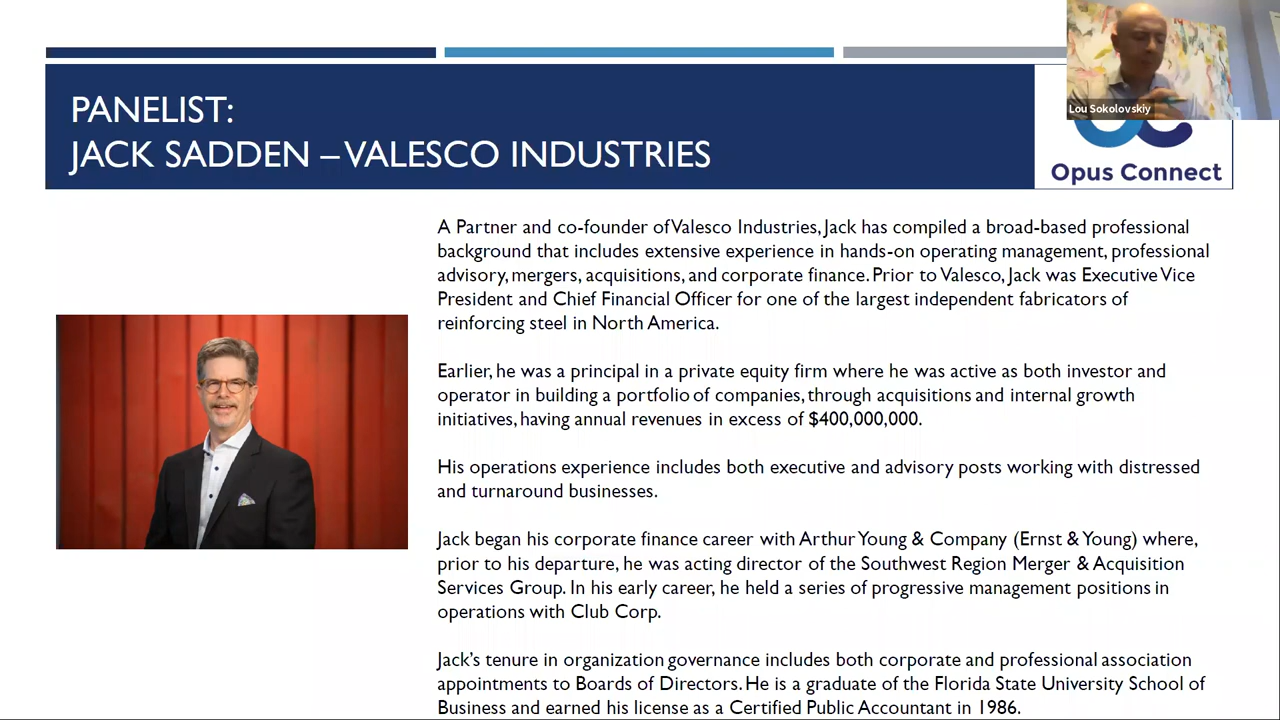 PANELIST:
JACK SADDEN – VALESCO INDUSTRIES
Lou Sokolovskiy
Opus Connect
A Partner and co-founder of Valesco Industries, Jack has compiled a broad-based professional
background that includes extensive experience in hands-on operating management, professional
advisory, mergers, acquisitions, and corporate finance. Prior to Valesco, Jack was Executive Vice
President and Chief Financial Officer for one of the largest independent fabricators of
reinforcing steel in North America.
Earlier, he was a principal in a private equity firm where he was active as both investor and
operator in building a portfolio of companies, through acquisitions and internal growth
initiatives, having annual revenues in excess of $400,000,000.
His operations experience includes both executive and advisory posts working with distressed
and turnaround businesses.
Jack began his corporate finance career with Arthur Young & Company (Ernst & Young) where,
prior to his departure, he was acting director of the Southwest Region Merger & Acquisition
Services Group. In his early career, he held a series of progressive management positions in
operations with Club Corp.
Jack's tenure in organization governance includes both corporate and professional association
appointments to Boards of Directors. He is a graduate of the Florida State University School of
Business and earned his license as a Certified Public Accountant in 1986.